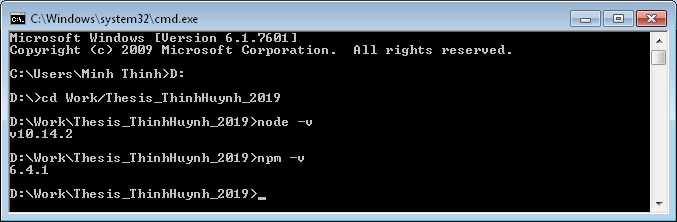 C:\Windows\system32\cmd.exe
Microsoft Windows [Version 6.1.7601]
Copyright (c) 2009 Microsoft Corporation.  All rights reserved.
C:\Users\Minh Thinh>D:
D:\>cd Work/Thesis_ThinhHuynh_2019
D:\Work\Thesis_ThinhHuynh_2019>node -v
v10.14.2
D:\Work\Thesis_ThinhHuynh_2019>npm -v
6.4.1
D:\Work\Thesis_ThinhHuynh_2019>_